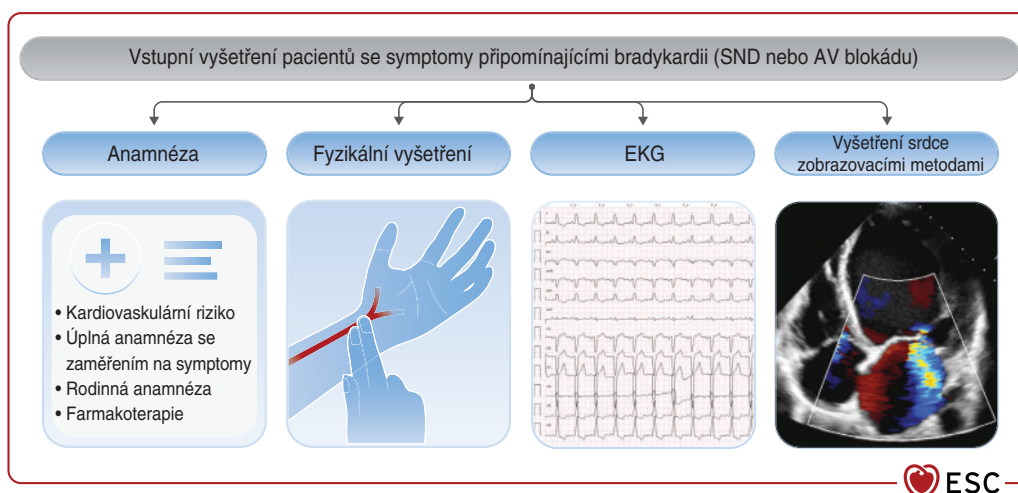 Vstupní vyšetření pacientů se symptomy připomínajícími bradykardii (SND nebo AV blokádu)
Anamnéza
Fyzikální vyšetření
EKG
Vyšetření srdce
zobrazovacími metodami
• Kardiovaskulární riziko
• Úplná anamnéza se
zaměřením na symptomy
• Rodinná anamnéza
• Farmakoterapie
ESC